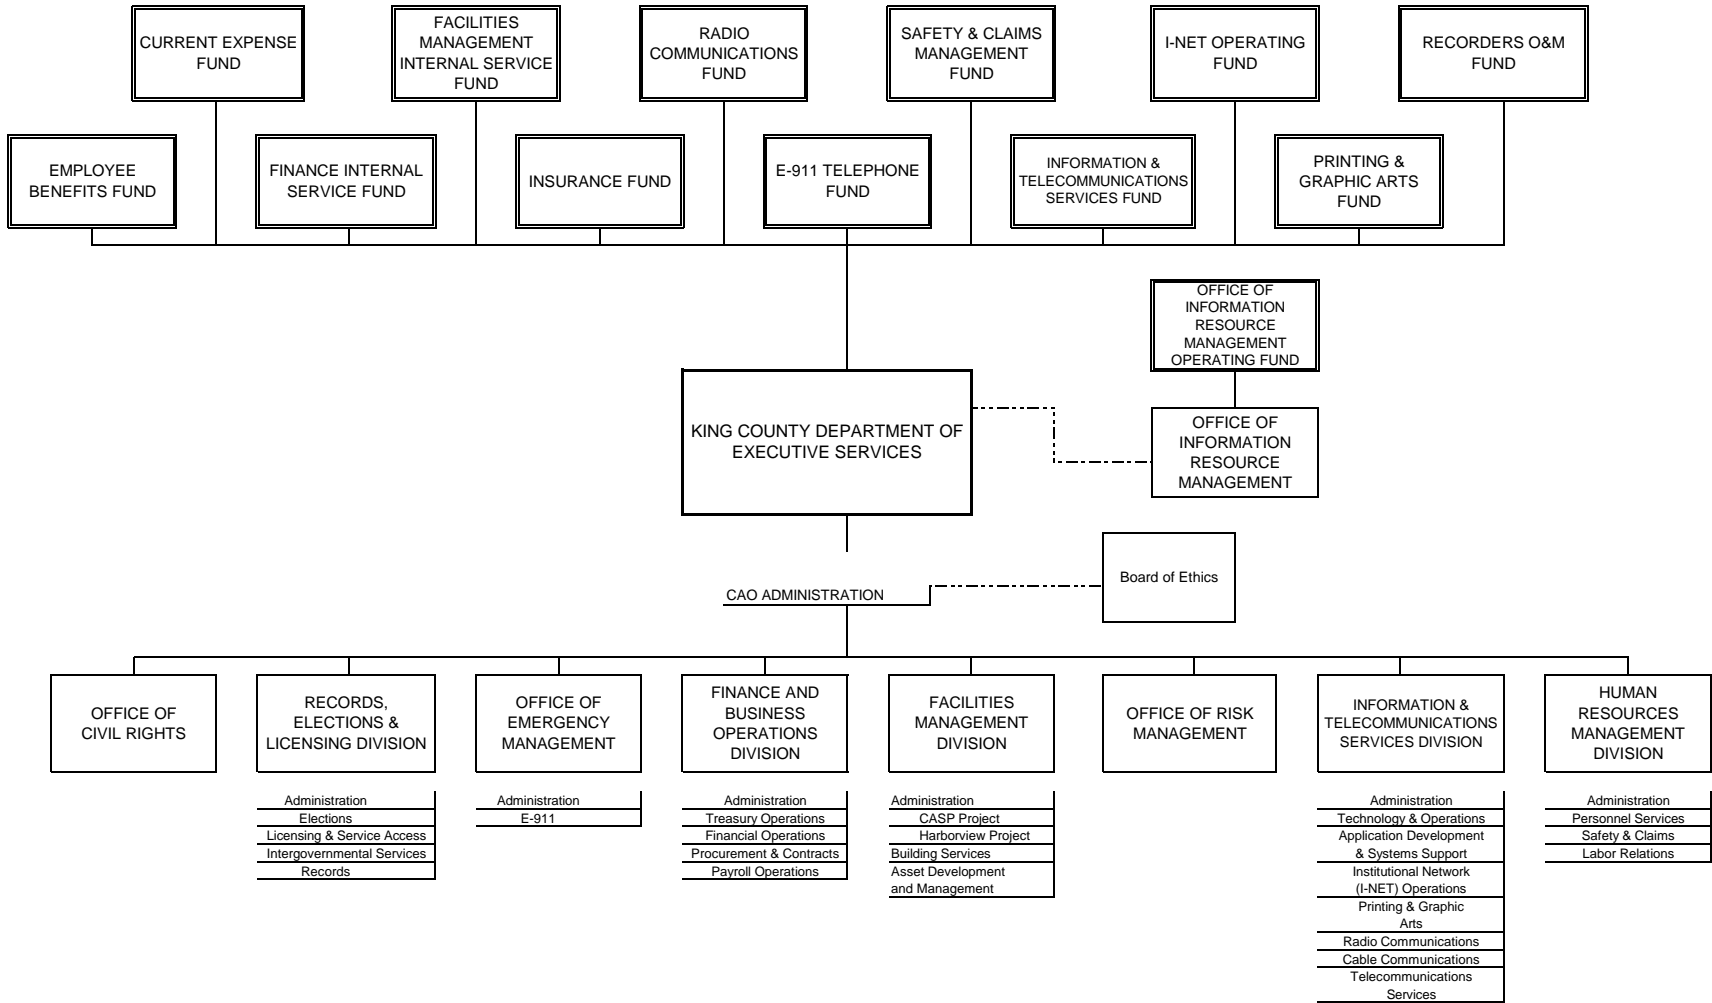 CURRENT EXPENSE
FUND
FACILITIES
MANAGEMENT
INTERNAL SERVICE
FUND
RADIO
COMMUNICATIONS
FUND
SAFETY & CLAIMS
MANAGEMENT
FUND
I-NET OPERATING
FUND
RECORDERS O&M
FUND
EMPLOYEE
BENEFITS FUND
FINANCE INTERNAL
SERVICE FUND
INSURANCE FUND
E-911 TELEPHONE
FUND
INFORMATION &
TELECOMMUNICATIONS
SERVICES FUND
PRINTING &
GRAPHIC ARTS
FUND
OFFICE OF
INFORMATION
RESOURCE
MANAGEMENT
OPERATING FUND
KING COUNTY DEPARTMENT OF
EXECUTIVE SERVICES
OFFICE OF
INFORMATION
RESOURCE
MANAGEMENT
Board of Ethics
CAO ADMINISTRATION
OFFICE OF
CIVIL RIGHTS
RECORDS,
ELECTIONS &
LICENSING DIVISION
Administration
Elections
Licensing & Service Access
Intergovernmental Services
Records
OFFICE OF
EMERGENCY
MANAGEMENT
Administration
E-911
FINANCE AND
BUSINESS
OPERATIONS
DIVISION
Administration
Treasury Operations
Financial Operations
Procurement & Contracts
Payroll Operations
FACILITIES
MANAGEMENT
DIVISION
Administration
CASP Project
Harborview Project
Building Services
Asset Development
and Management
OFFICE OF RISK
MANAGEMENT
INFORMATION &
TELECOMMUNICATIONS
SERVICES DIVISION
Administration
Technology & Operations
Application Development
& Systems Support
Institutional Network
(I-NET) Operations
Printing & Graphic
Arts
Radio Communications
Cable Communications
Telecommunications
Services
HUMAN
RESOURCES
MANAGEMENT
DIVISION
Administration
Personnel Services
Safety & Claims
Labor Relations